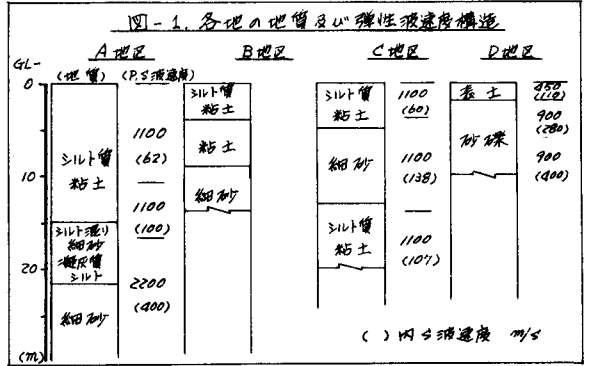 図-1. 各地の地質及び弾性波速度構造
A地区 B地区 C地区 D地区
GL-
(地質) (P.S波速度)
0
10
20
(m)
シルト質
粘土
シルト混り
細砂
凝灰質
シルト
細砂
1100
(62)
1100
(100)
2200
(400)
シルト質
粘土
粘土
細砂
シルト質
粘土
細砂
シルト質
粘土
1100
(60)
1100
(138)
1100
(107)
表土
砂礫
450
(110)
900
(280)
900
(400)
( )内S波速度 m/s